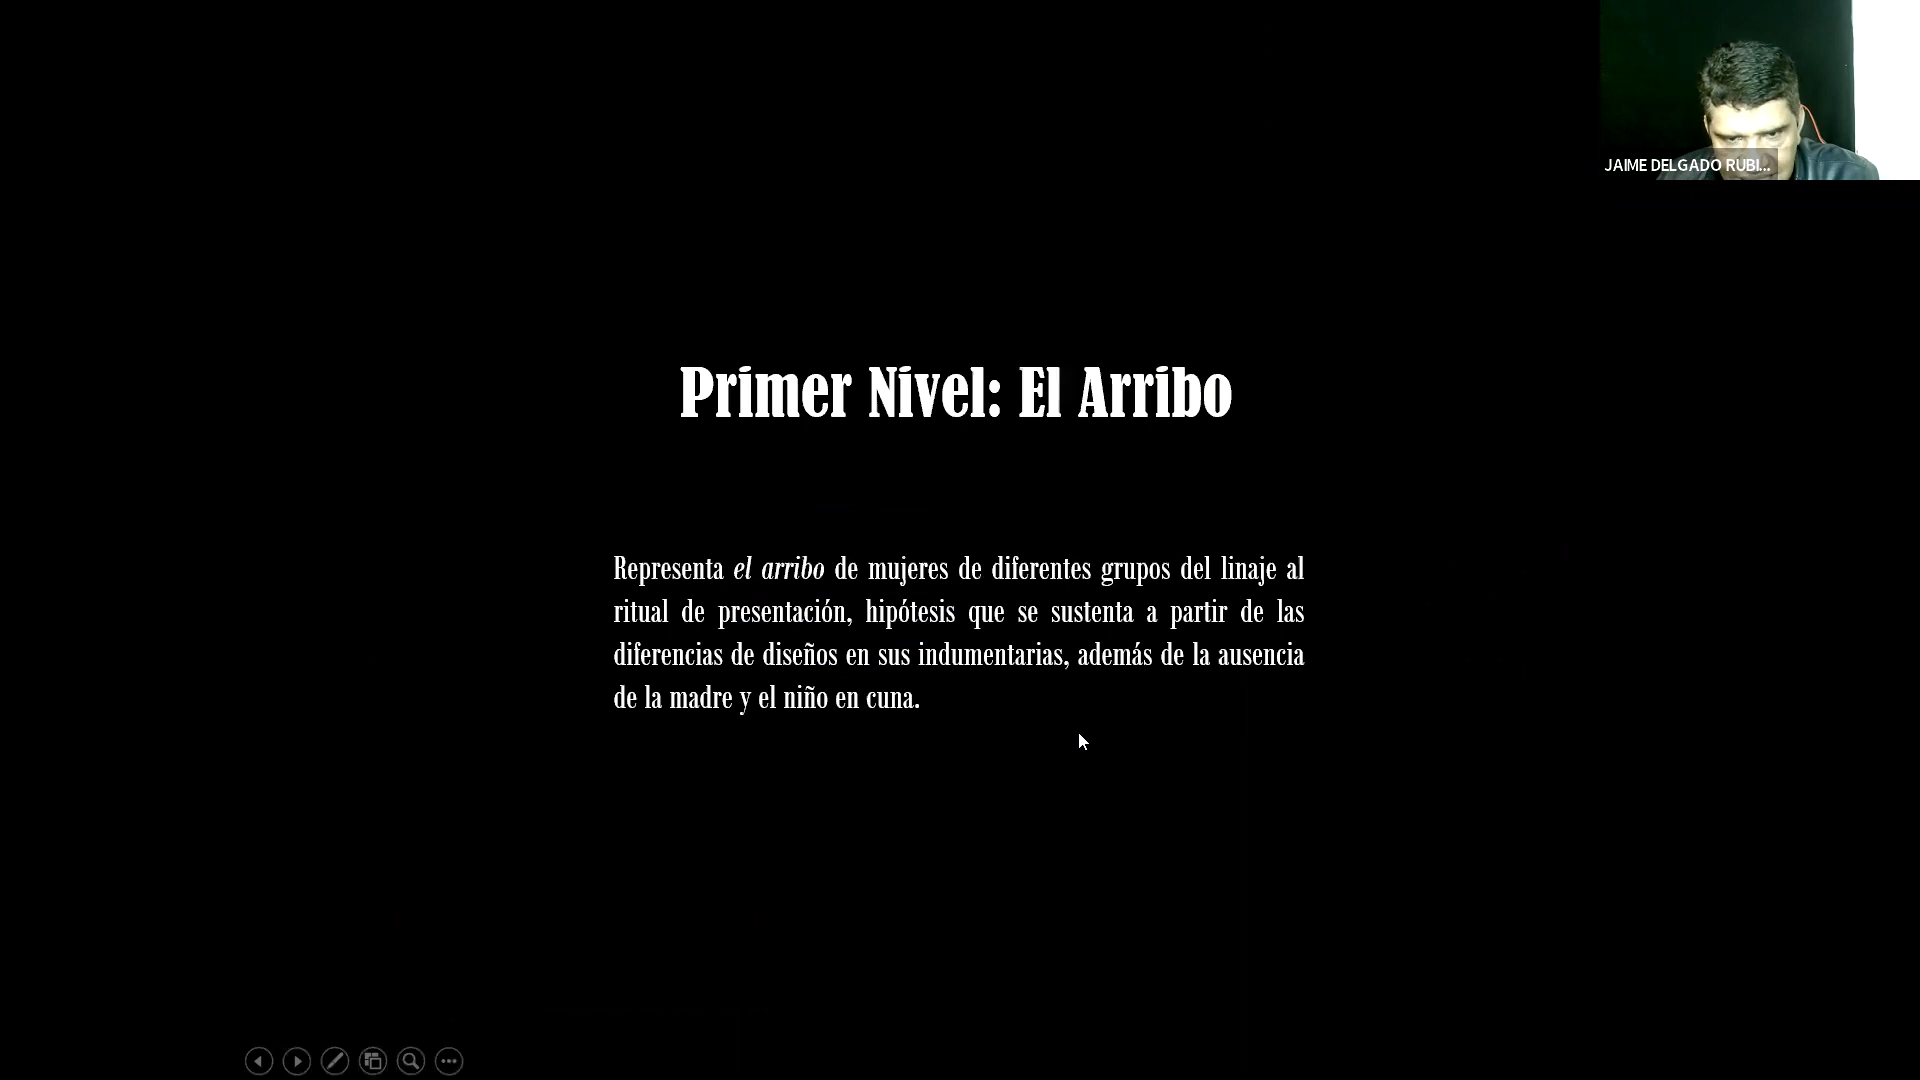 JAIME DELGADO RUBI...
Primer Nivel: El Arribo
Representa el arribo de mujeres de diferentes grupos del linaje al
ritual de presentación, hipótesis que se sustenta a partir de las
diferencias de diseños en sus indumentarias, además de la ausencia
de la madre y el niño en cuna.